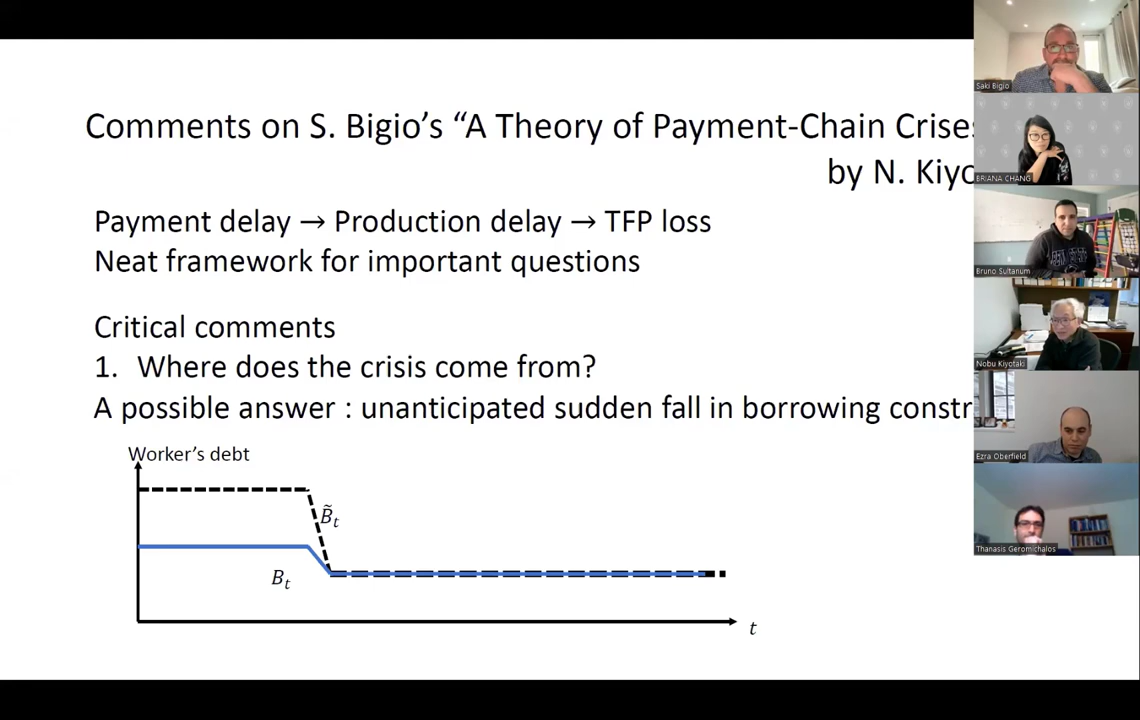 Comments on S. Bigio's "A Theory of Payment-Chain Crises
by N. Kiyo
Payment delay → Production delay → TFP loss
Neat framework for important questions
Critical comments
1. Where does the crisis come from?
A possible answer : unanticipated sudden fall in borrowing constr
Worker's debt
B̃t
Bt
t
Saki Bigio
BRIANA CHANG
Bruno Sultanum
Nobu Kiyotaki
Ezra Oberfield
Thanasis Geromichalos